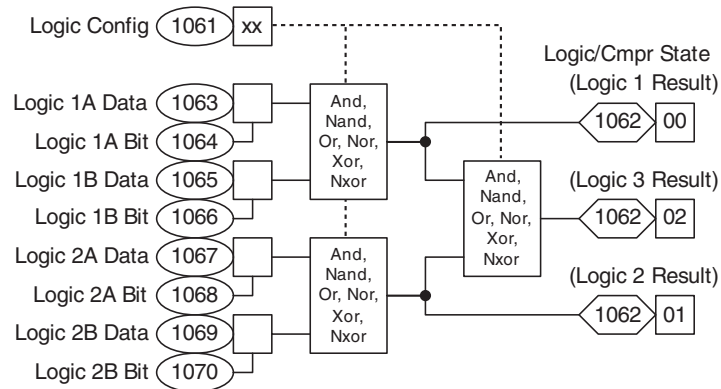 Logic Config 1061 xx
Logic/Cmpr State
(Logic 1 Result)
1062 00
Logic 1A Data 1063
Logic 1A Bit 1064
Logic 1B Data 1065
Logic 1B Bit 1066
And,
Nand,
Or, Nor,
Xor,
Nxor
And,
Nand,
Or, Nor,
Xor,
Nxor
(Logic 3 Result)
1062 02
Logic 2A Data 1067
Logic 2A Bit 1068
Logic 2B Data 1069
Logic 2B Bit 1070
And,
Nand,
Or, Nor,
Xor,
Nxor
(Logic 2 Result)
1062 01